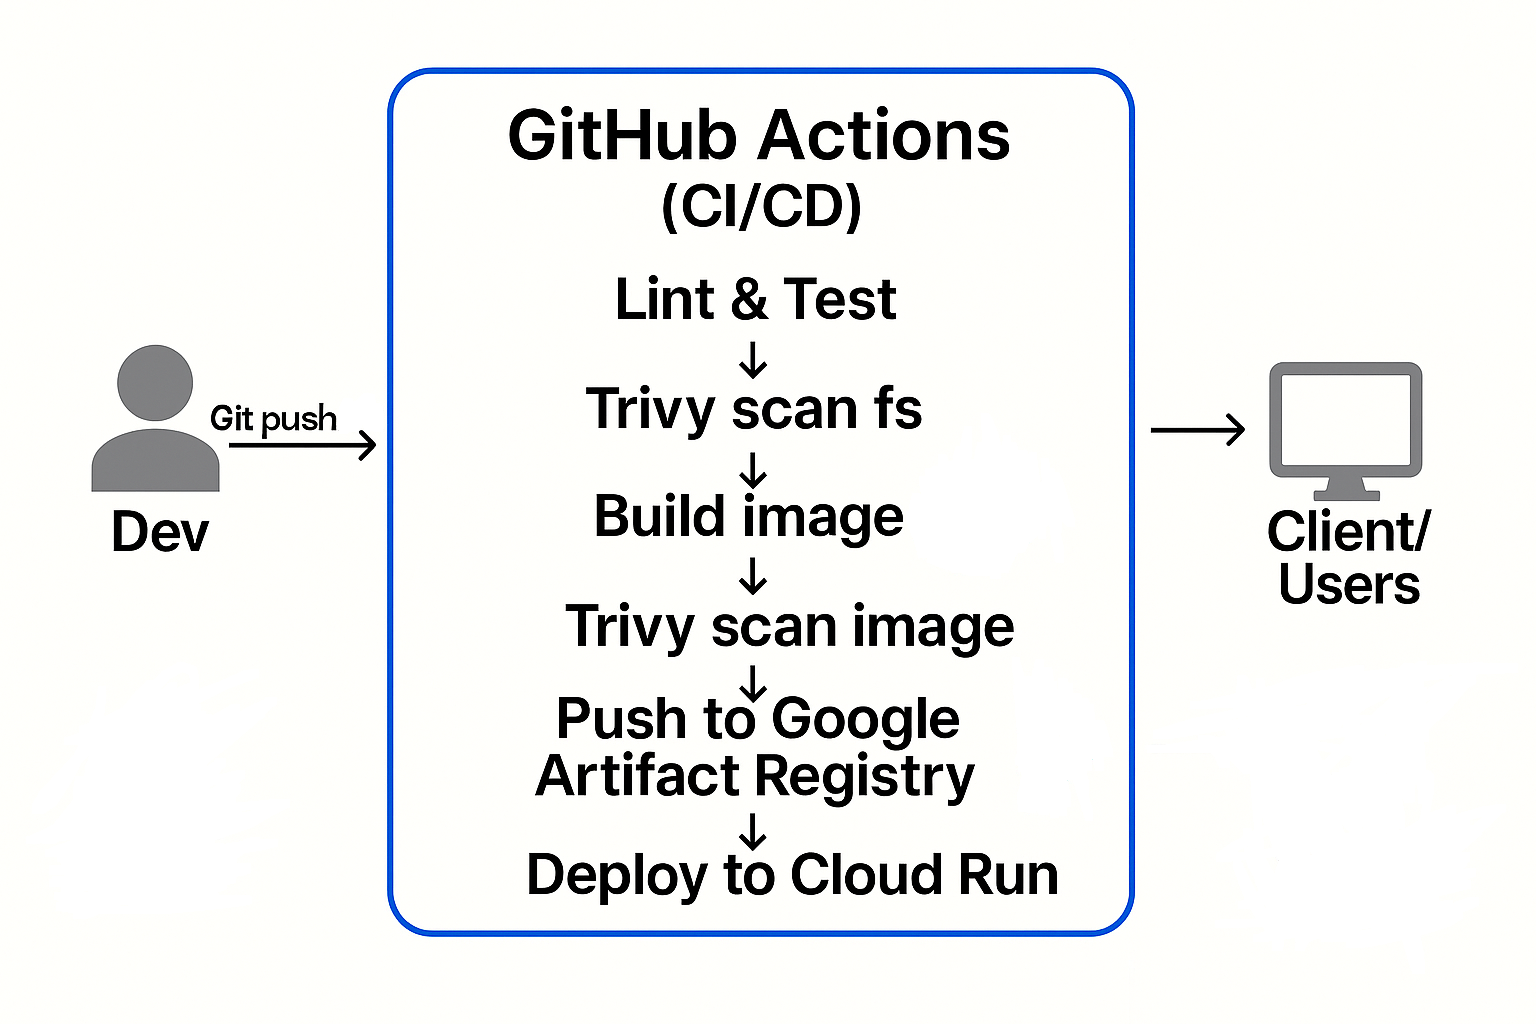 GitHub Actions
(CI/CD)
Lint & Test
Trivy scan fs
Build image
Trivy scan image
Push to Google
Artifact Registry
Deploy to Cloud Run
Git push
Dev
Client/
Users